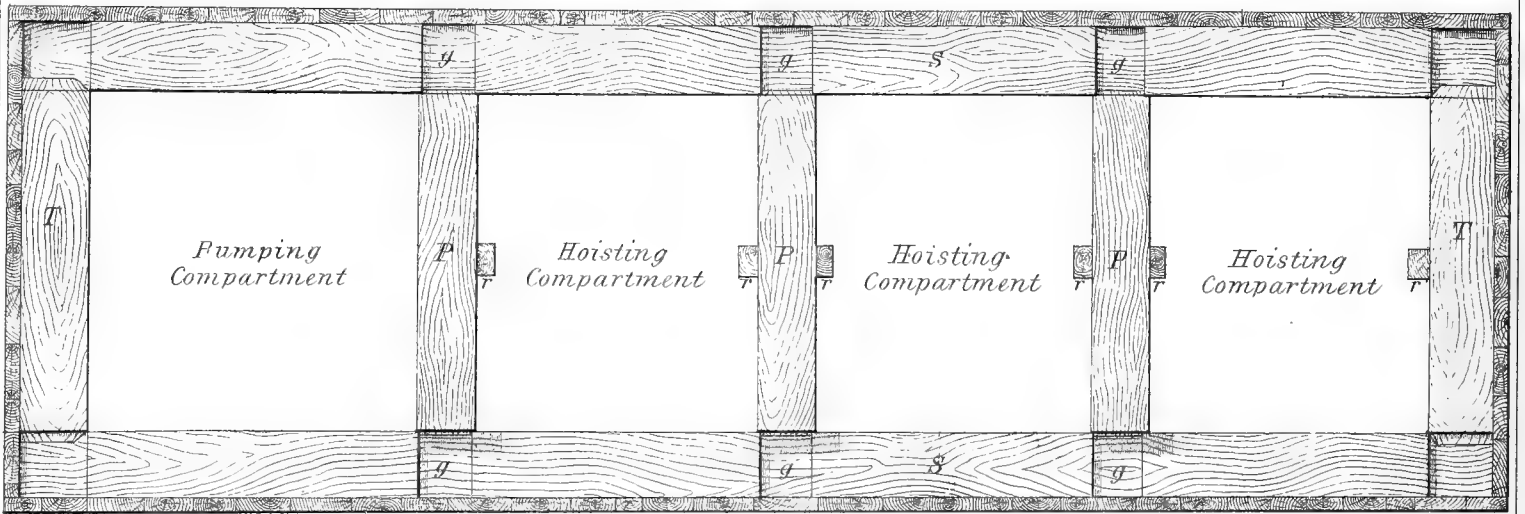 g g S g
T P P P T
Pumping
Compartment
Hoisting
Compartment
Hoisting
Compartment
Hoisting
Compartment
r r r r r r
g g S g